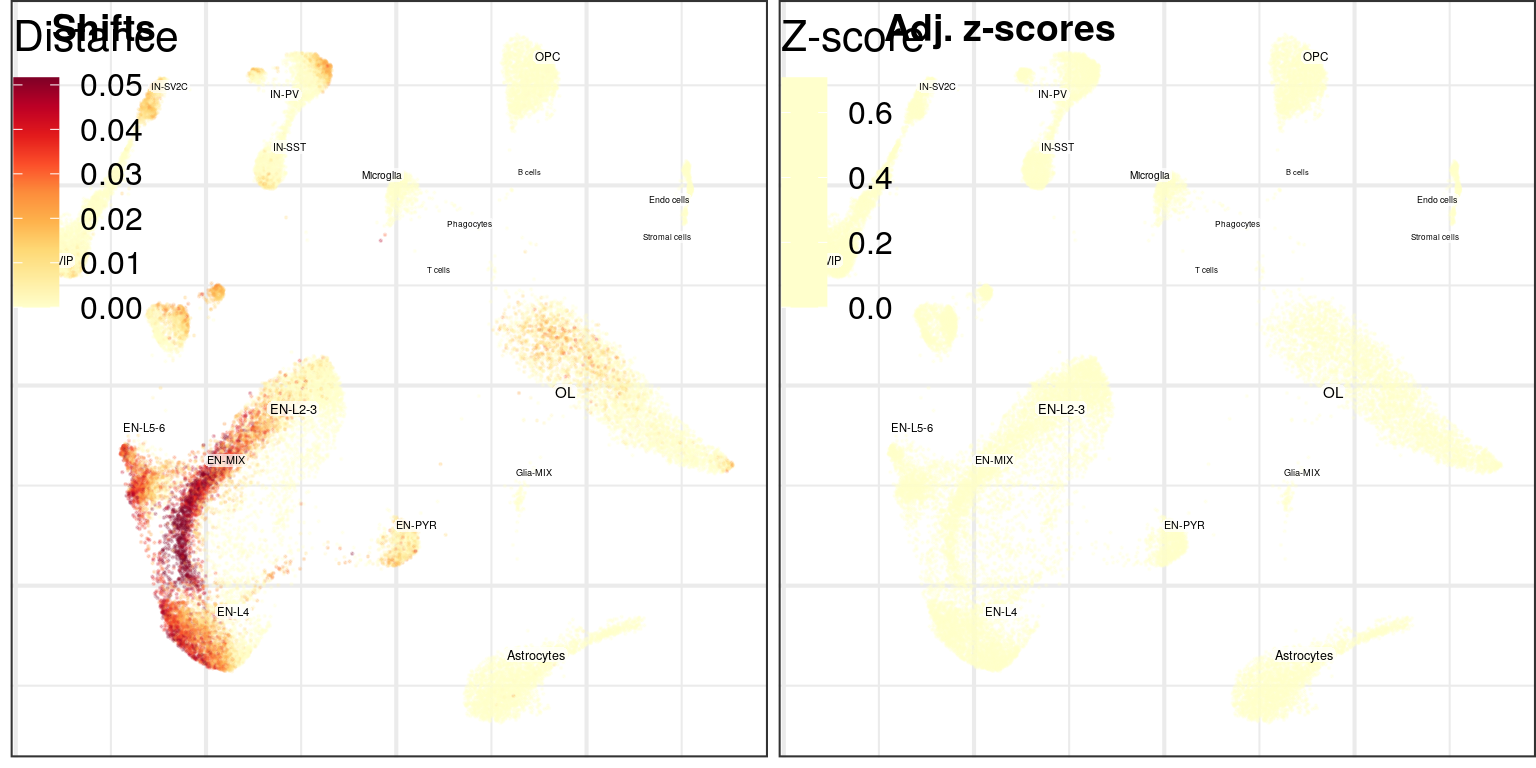 Shifts
Distance
0.05
0.04
0.03
0.02
0.01
0.00
IN-SV2C
IN-PV
OPC
IN-SST
Microglia
B cells
Endo cells
Phagocytes
Stromal cells
VIP
T cells
OL
EN-L2-3
EN-L5-6
EN-MIX
Glia-MIX
EN-PYR
EN-L4
Astrocytes
Adj. z-scores
Z-score
0.6
0.4
0.2
0.0
IN-SV2C
IN-PV
OPC
IN-SST
Microglia
B cells
Endo cells
Phagocytes
Stromal cells
VIP
T cells
OL
EN-L2-3
EN-L5-6
EN-MIX
Glia-MIX
EN-PYR
EN-L4
Astrocytes